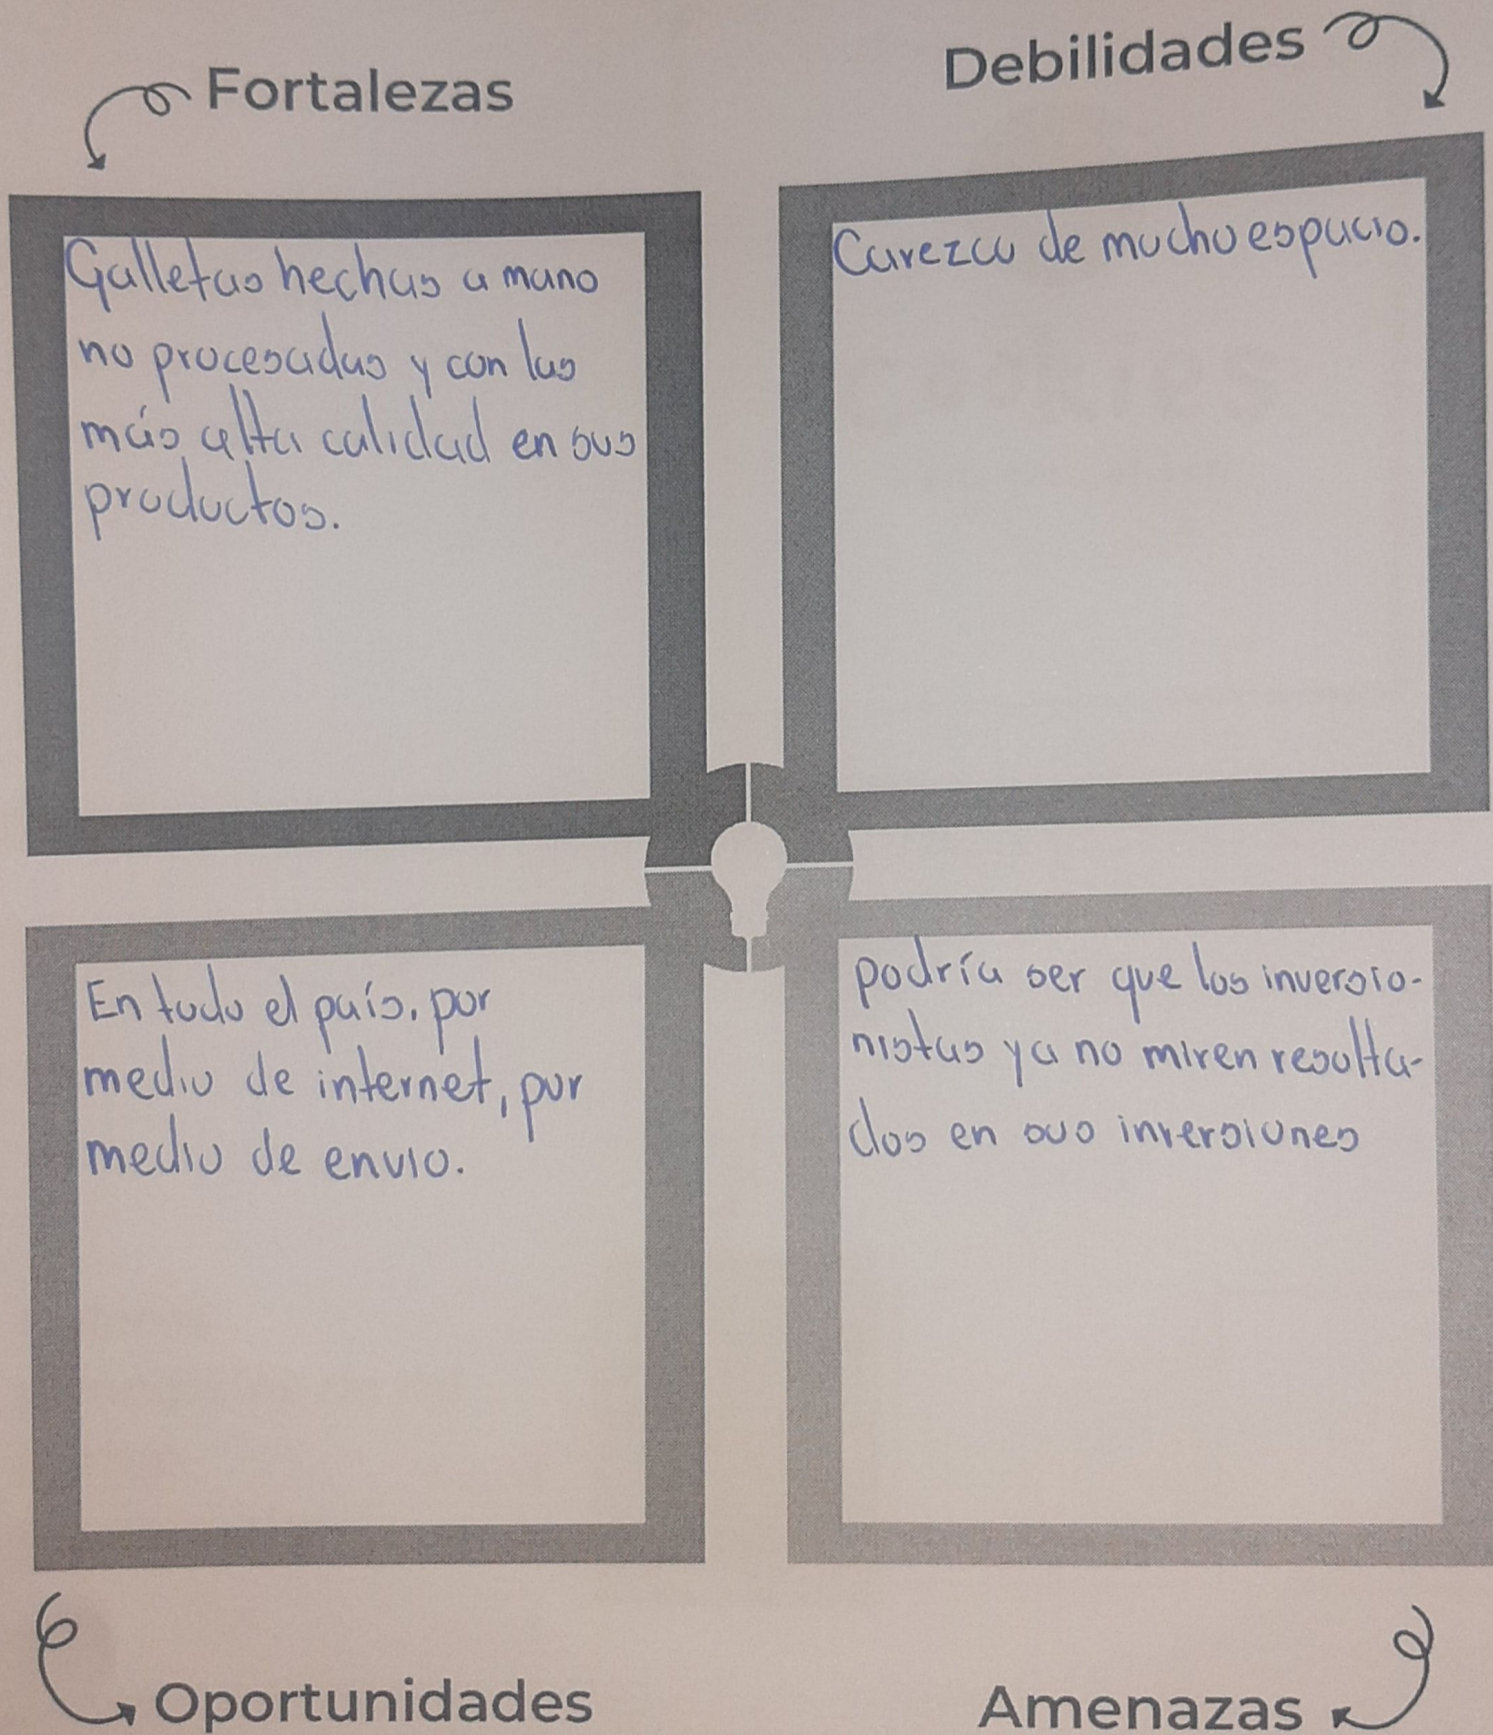 Fortalezas
Galletas hechas a mano
no procesadas y con las
más alta calidad en sus
productos.
Debilidades
Carezco de mucho espacio.
En todo el país, por
medio de internet, por
medio de envio.
Oportunidades
podría ser que los inversio-
nistas ya no miren resulta-
dos en sus inversiones
Amenazas